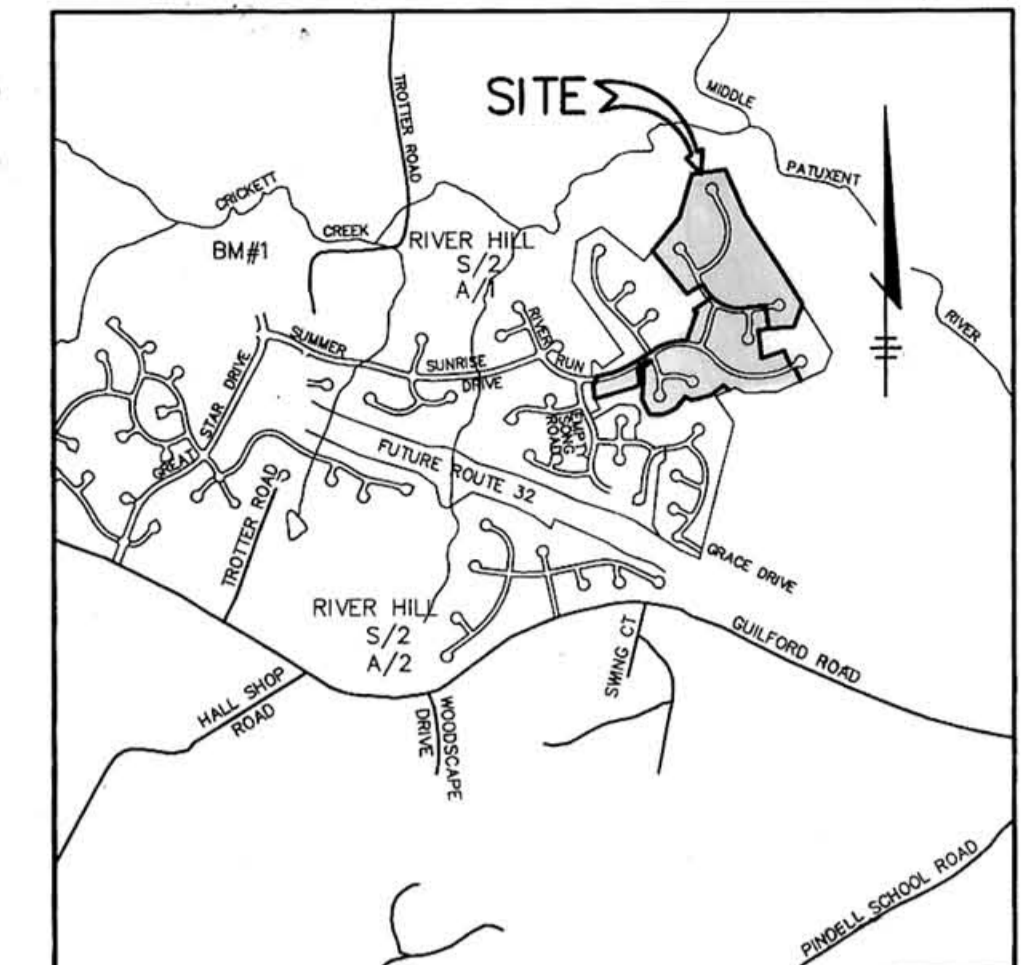 SITE
MIDDLE
PATUXENT
RIVER
TROTTER ROAD
CRICKETT
CREEK
BM#1
RIVER HILL
S/2
A/1
SUMMER
SUNRISE
DRIVE
RIVER
RUN
GREAT
STAR DRIVE
EMPTY
SONG
ROAD
FUTURE ROUTE 32
TROTTER ROAD
GRACE DRIVE
RIVER HILL
S/2
A/2
GUILFORD ROAD
SWING CT
HALL SHOP
ROAD
WOODSCAPE
DRIVE
PINDELL SCHOOL ROAD